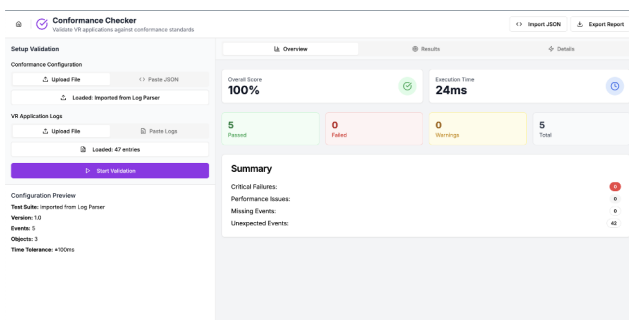 Conformance Checker
Validate VR applications against conformance standards
Import JSON
Export Report
Setup Validation
Conformance Configuration
Upload File
<> Paste JSON
Loaded: Imported from Log Parser
VR Application Logs
Upload File
Paste Logs
Loaded: 47 entries
Start Validation
Configuration Preview
Test Suite: Imported from Log Parser
Version: 1.0
Events: 5
Objects: 3
Time Tolerance: ±100ms
Overview
Results
Details
Overall Score
100%
Execution Time
24ms
5
Passed
0
Failed
0
Warnings
5
Total
Summary
Critical Failures: 0
Performance Issues: 0
Missing Events: 0
Unexpected Events: 42